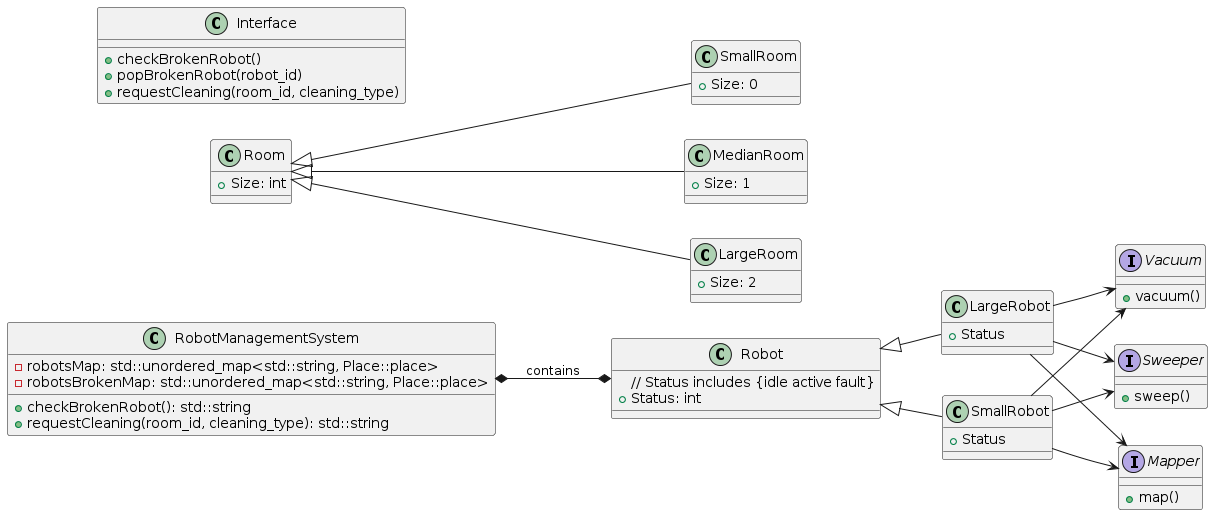 C Interface
checkBrokenRobot()
popBrokenRobot(robot_id)
requestCleaning(room_id, cleaning_type)
C Room
Size: int
C SmallRoom
Size: 0
C MedianRoom
Size: 1
C LargeRoom
Size: 2
C RobotManagementSystem
robotsMap: std::unordered_map<std::string, Place::place>
robotsBrokenMap: std::unordered_map<std::string, Place::place>
checkBrokenRobot(): std::string
requestCleaning(room_id, cleaning_type): std::string
contains
C Robot
// Status includes {idle active fault}
Status: int
C LargeRobot
Status
C SmallRobot
Status
I Vacuum
vacuum()
I Sweeper
sweep()
I Mapper
map()